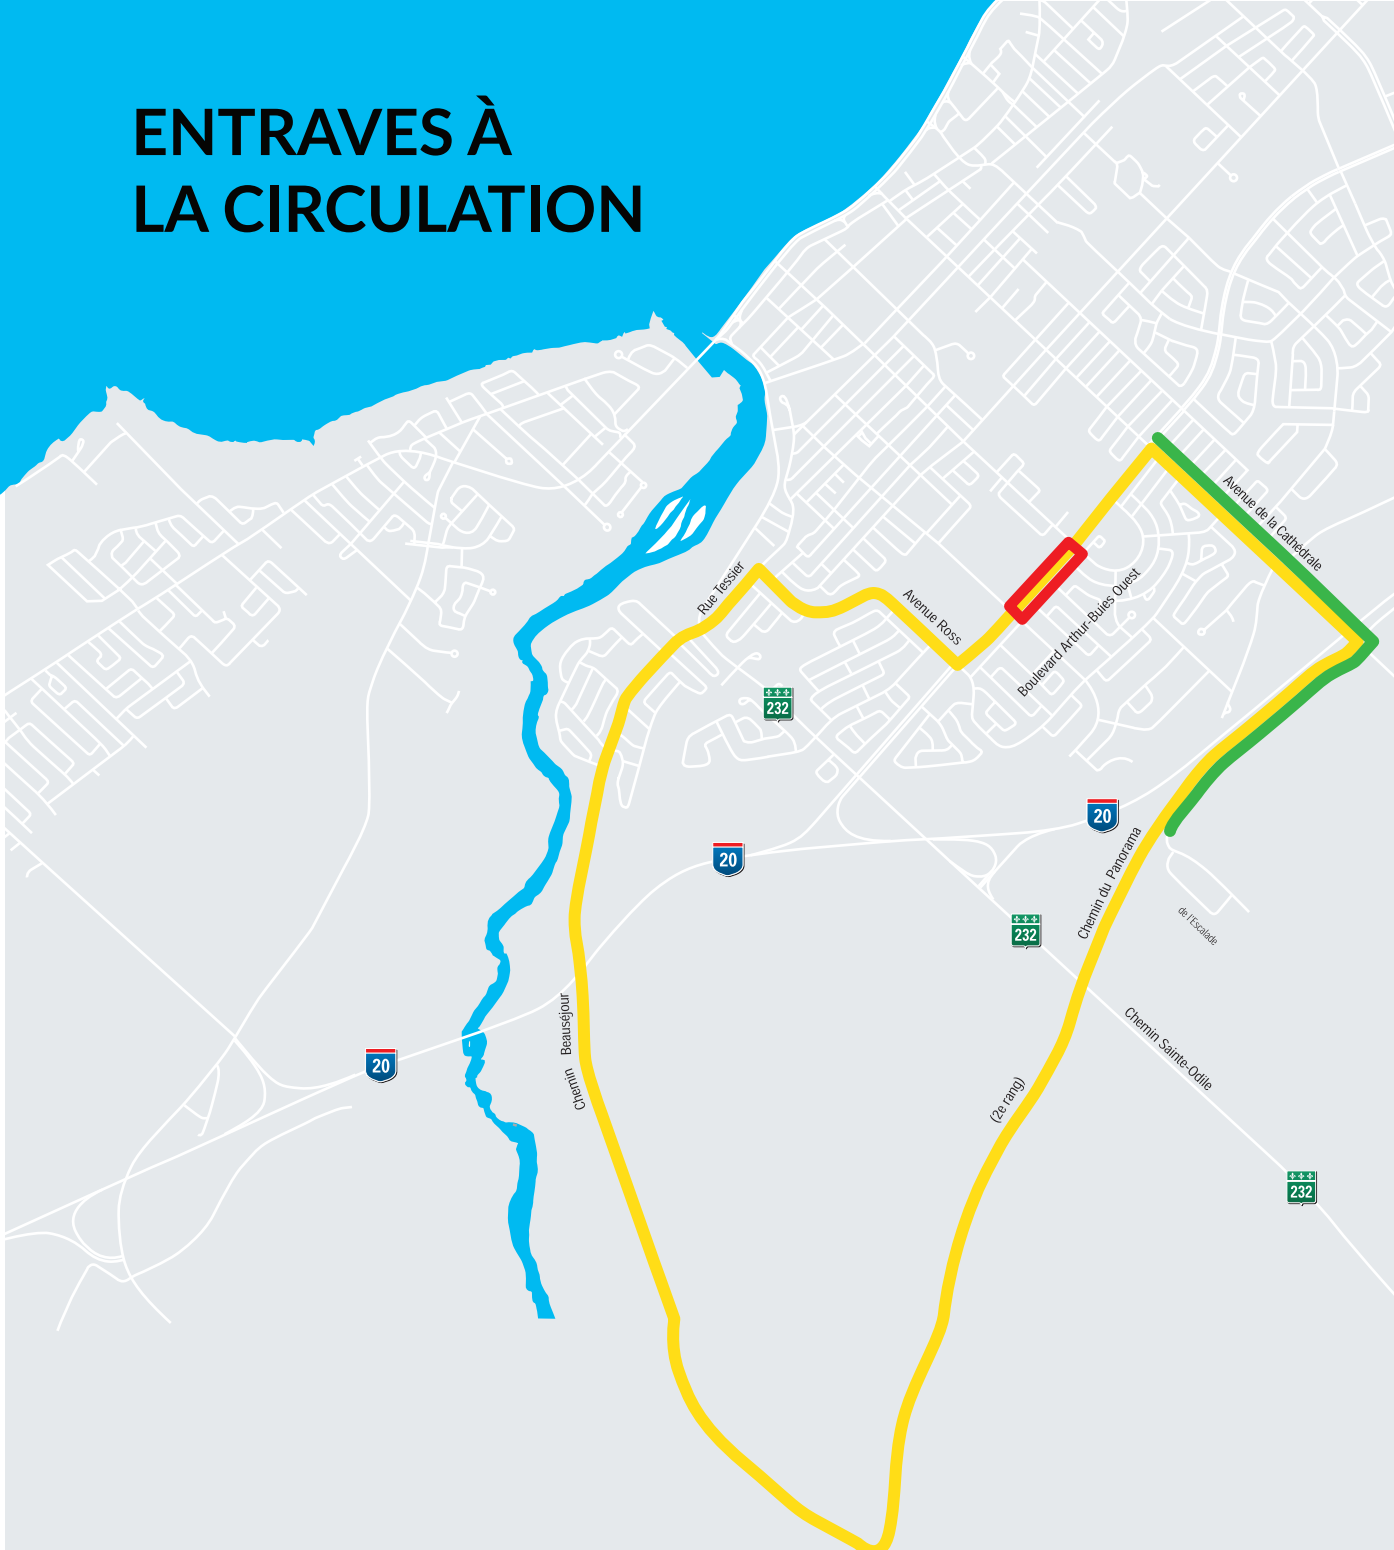 ENTRAVES À
LA CIRCULATION
Avenue de la Cathédrale
Rue Tessier
Avenue Ross
Boulevard Arthur-Buies Ouest
232
20
20
Chemin du Panorama
de l'Escalade
232
Chemin Beauséjour
Chemin Sainte-Odile
20
(2e rang)
232